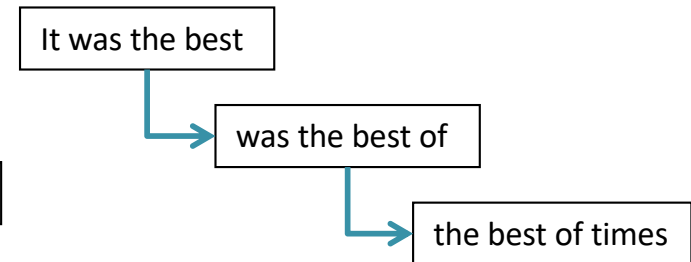 It was the best
was the best of
the best of times